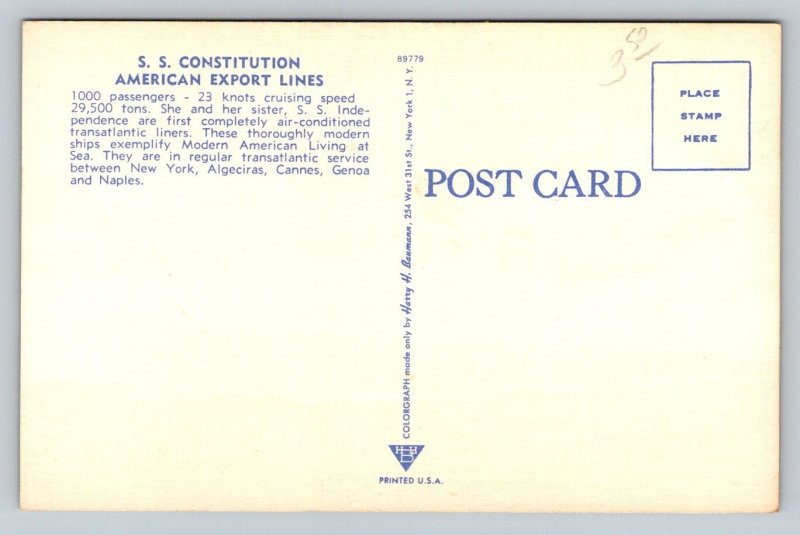 S. S. CONSTITUTION
AMERICAN EXPORT LINES
1000 passengers - 23 knots cruising speed
29,500 tons. She and her sister, S. S. Inde-
pendence are first completely air-conditioned
transatlantic liners. These thoroughly modern
ships exemplify Modern American Living at
Sea. They are in regular transatlantic service
between New York, Algeciras, Cannes, Genoa
and Naples.
89779
COLORGRAPH made only by Harry H. Baumann, 254 West 31st St., New York 1, N. Y.
HHB
PRINTED U.S.A.
POST CARD
3 50
PLACE
STAMP
HERE